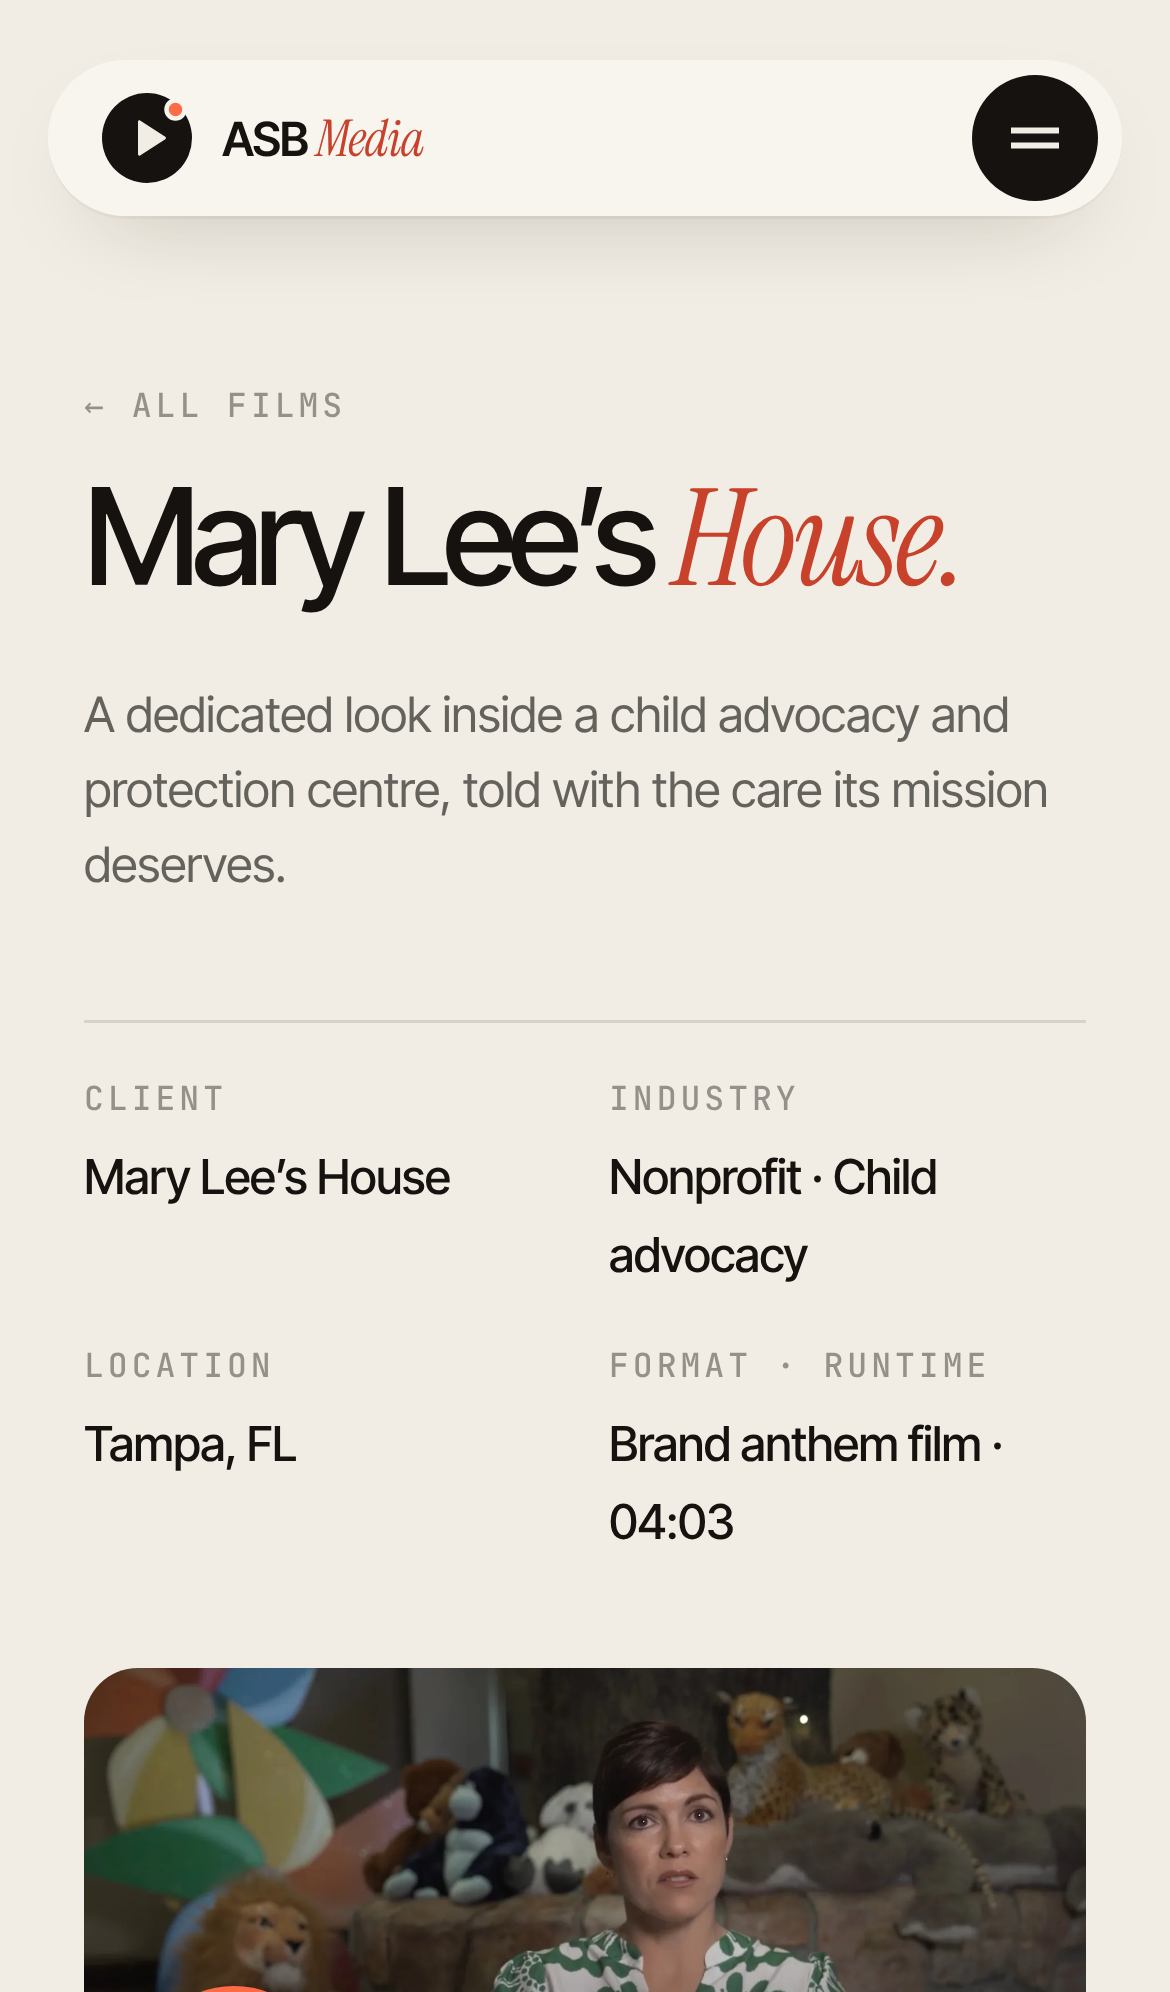 ASB Media
← ALL FILMS
Mary Lee’s House.
A dedicated look inside a child advocacy and
protection centre, told with the care its mission
deserves.
CLIENT
Mary Lee’s House
INDUSTRY
Nonprofit · Child
advocacy
LOCATION
Tampa, FL
FORMAT · RUNTIME
Brand anthem film ·
04:03